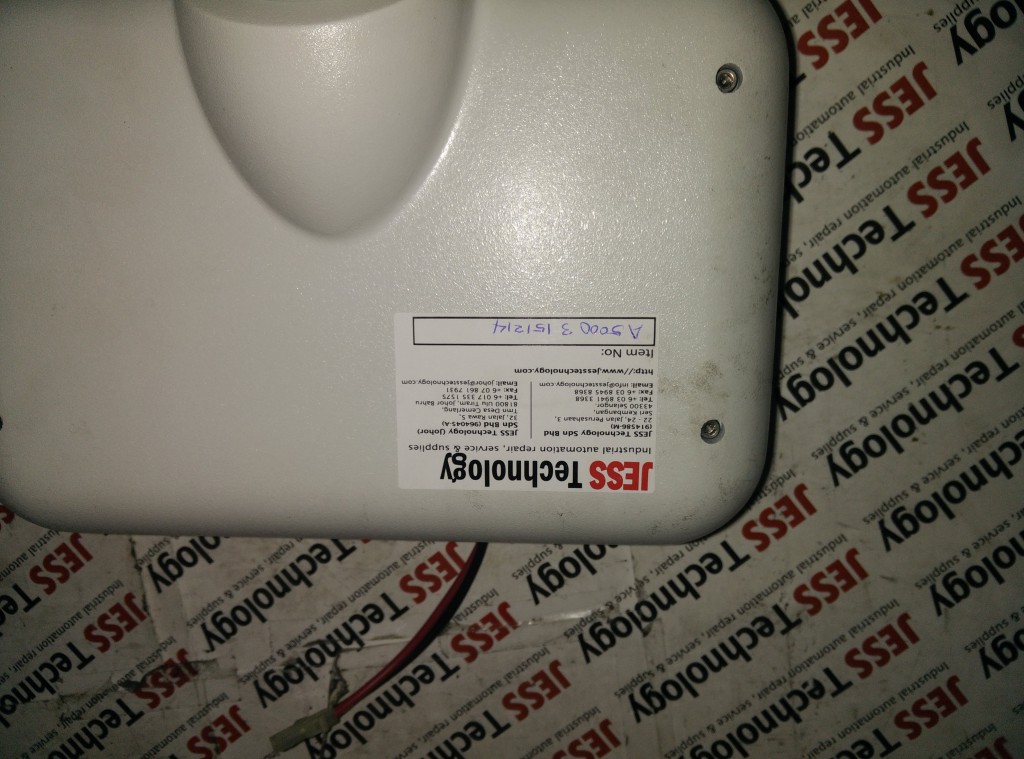 JESS Technology
Industrial automation repair, service & supplies
JESS Technology Sdn Bhd
(914586-M)
22 - 24, Jalan Perusahaan 3,
Seri Kembangan,
43300 Selangor.
Tel: +6 03 8941 3368
Fax: +6 03 8945 8368
Email: info@jesstechnology.com
JESS Technology (Johor)
Sdn Bhd (964045-A)
32, Jalan Rawa 5,
Tmn Desa Cemerlang,
81800 Ulu Tiram, Johor Bahru
Tel: +6 017 335 1575
Fax: +6 07 861 7931
Email: johor@jesstechnology.com
http://www.jesstechnology.com
Item No:
A5000 3 151214
JESS Technology
Industrial automation repair, service & supplies